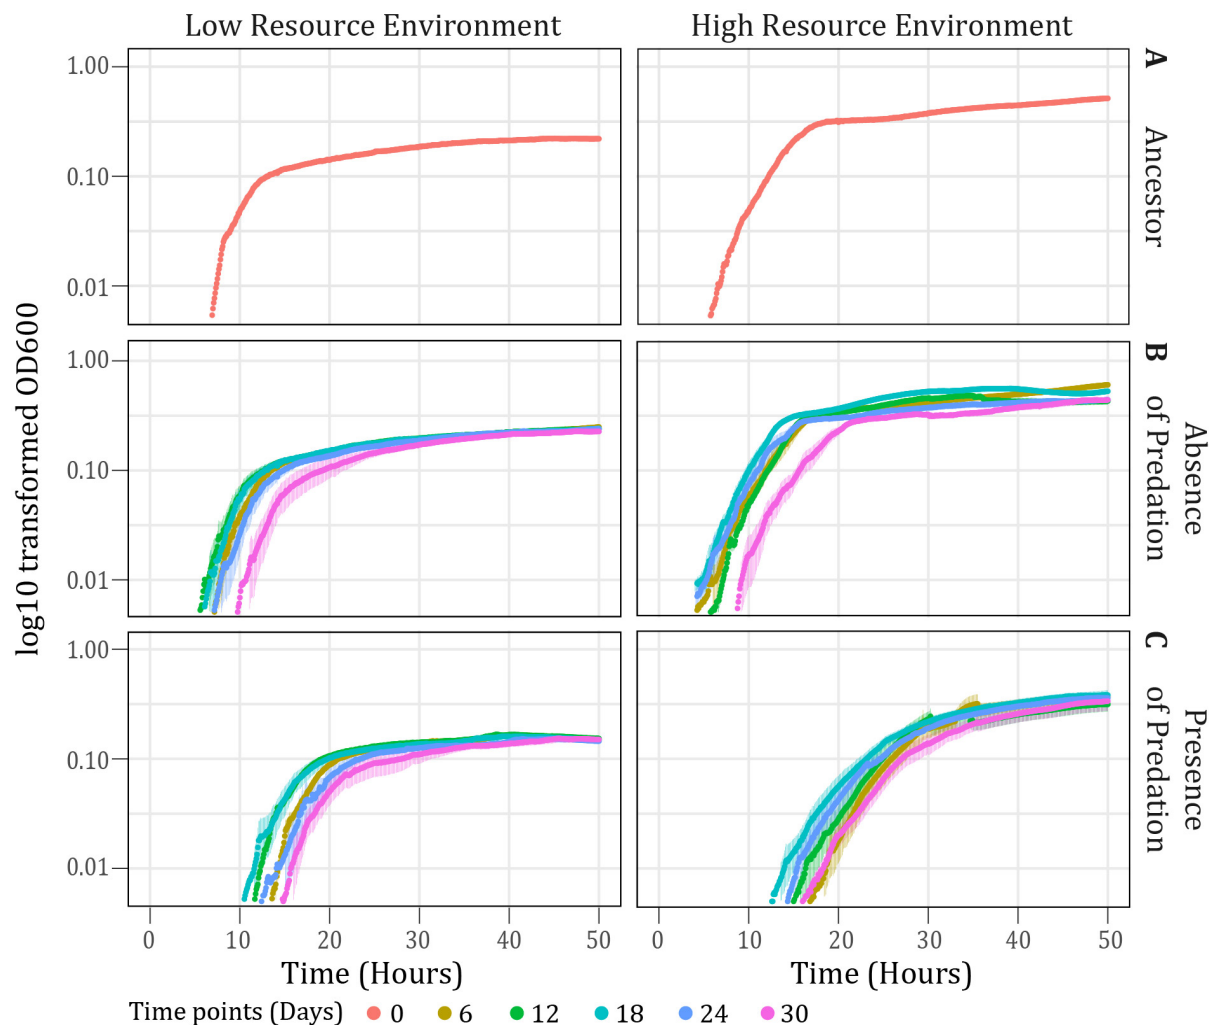 Low Resource Environment
High Resource Environment
log10 transformed OD600
1.00
0.10
0.01
A
Ancestor
1.00
0.10
0.01
B
Absence
of Predation
1.00
0.10
0.01
C
Presence
of Predation
0 10 20 30 40 50
0 10 20 30 40 50
Time (Hours)
Time (Hours)
Time points (Days) 0 6 12 18 24 30